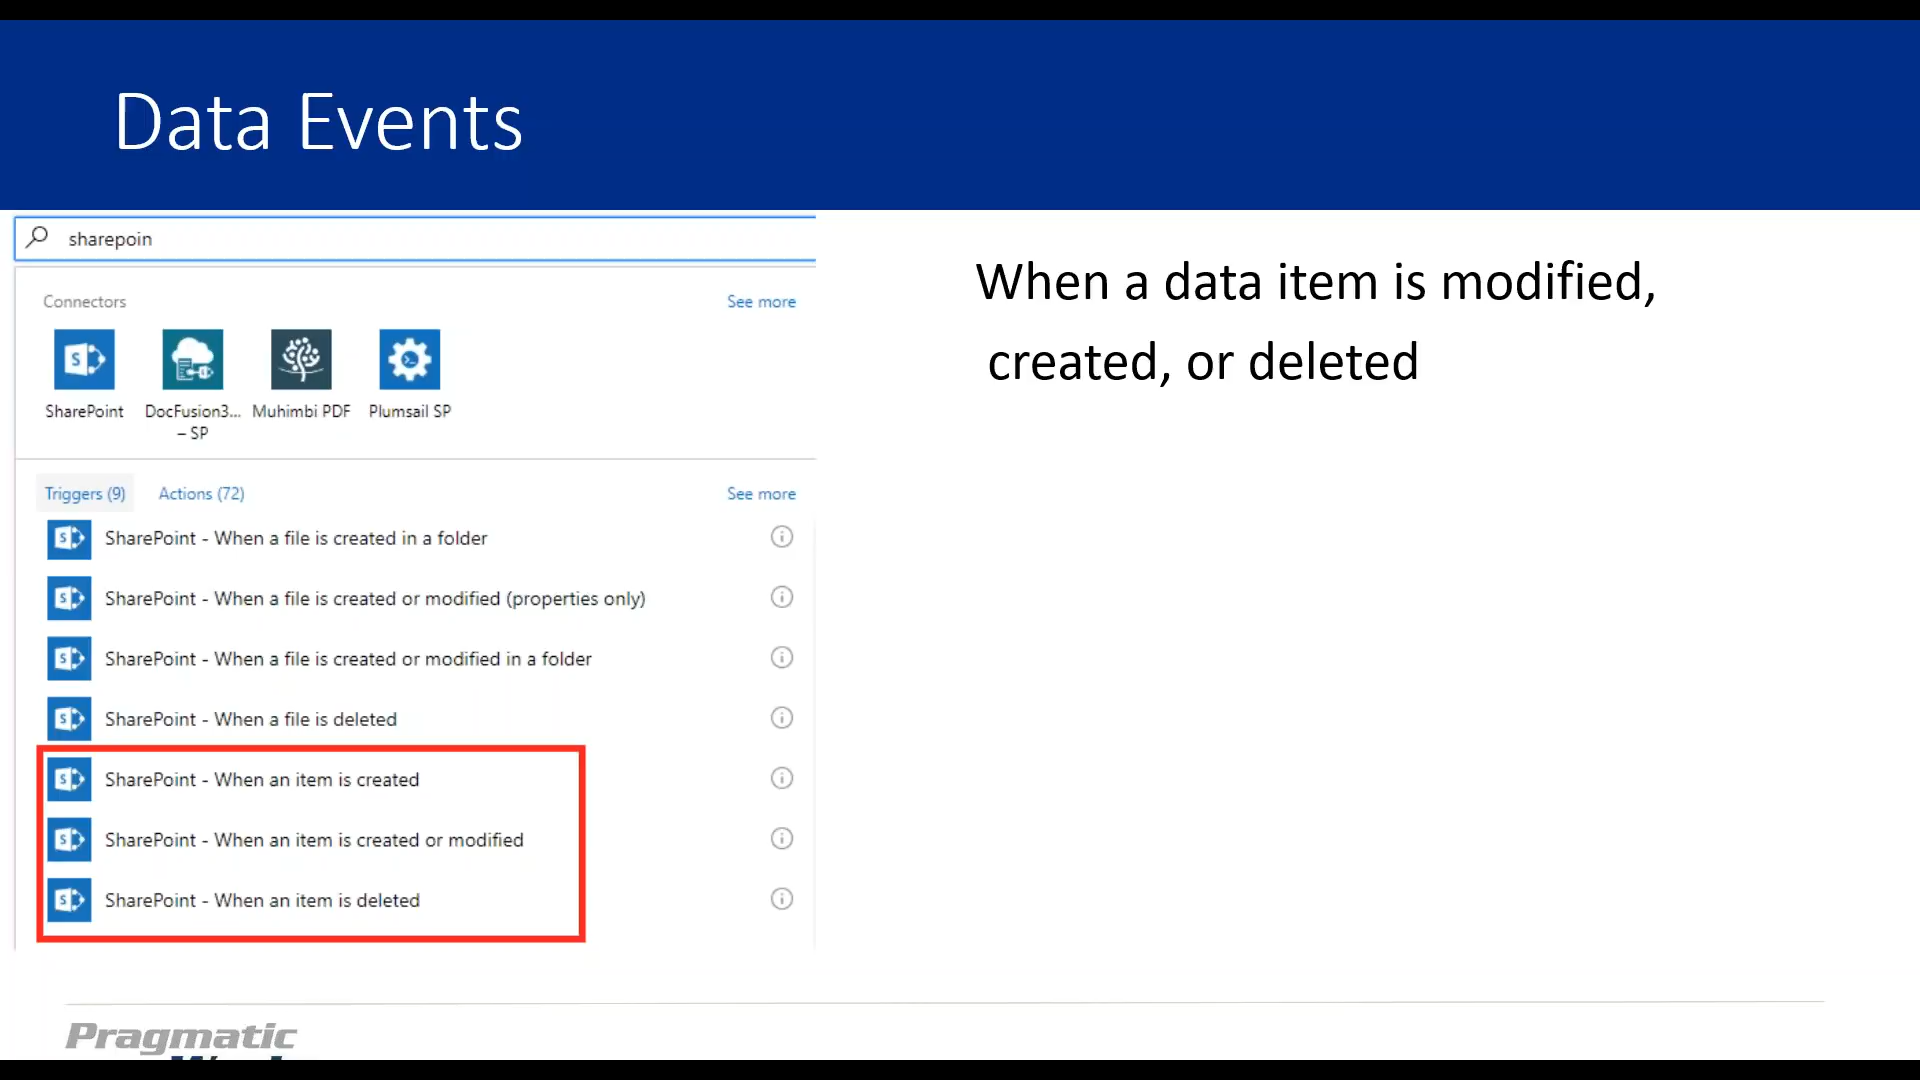 Data Events
sharepoin
Connectors
See more
SharePoint
DocFusion3...
– SP
Muhimbi PDF
Plumsail SP
Triggers (9)
Actions (72)
See more
SharePoint - When a file is created in a folder
SharePoint - When a file is created or modified (properties only)
SharePoint - When a file is created or modified in a folder
SharePoint - When a file is deleted
SharePoint - When an item is created
SharePoint - When an item is created or modified
SharePoint - When an item is deleted
When a data item is modified,
created, or deleted
Pragmatic